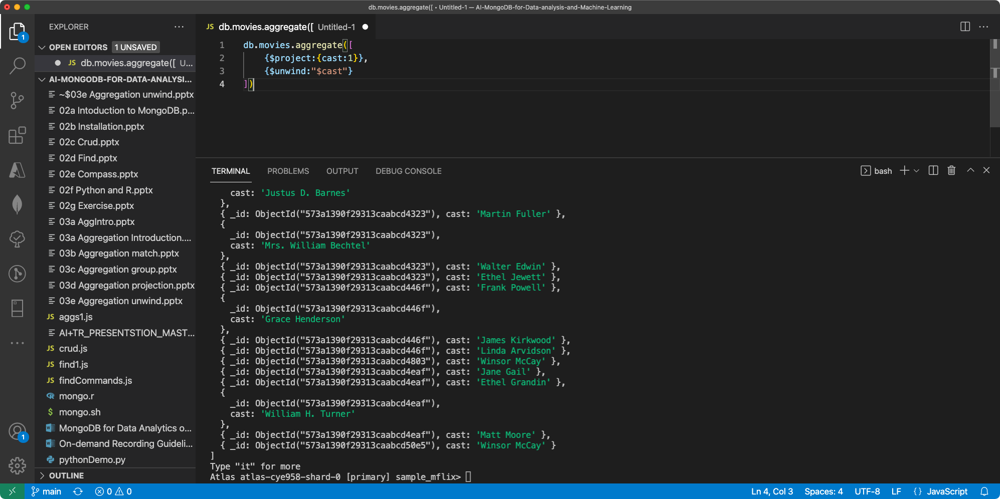 db.movies.aggregate([ • Untitled-1 — AI-MongoDB-for-Data-analysis-and-Machine-Learning
1
EXPLORER
OPEN EDITORS 1 UNSAVED
JS db.movies.aggregate([ U...
AI-MONGODB-FOR-DATA-ANALYSI...
~$03e Aggregation unwind.pptx
02a Intoduction to MongoDB.p...
02b Installation.pptx
02c Crud.pptx
02d Find.pptx
02e Compass.pptx
02f Python and R.pptx
02g Exercise.pptx
03a AggIntro.pptx
03a Aggregation Introduction....
03b Aggregation match.pptx
03c Aggregation group.pptx
03d Aggregation projection.pptx
03e Aggregation unwind.pptx
JS aggs1.js
AI+TR_PRESENTSTION_MAST...
JS crud.js
JS find1.js
JS findCommands.js
R mongo.r
$ mongo.sh
W MongoDB for Data Analytics o...
W On-demand Recording Guideli...
pythonDemo.py
OUTLINE
1
JS db.movies.aggregate([ Untitled-1
1 db.movies.aggregate([
2 {$project:{cast:1}},
3 {$unwind:"$cast"}
4 ])
TERMINAL PROBLEMS OUTPUT DEBUG CONSOLE bash
cast: 'Justus D. Barnes'
},
{ _id: ObjectId("573a1390f29313caabcd4323"), cast: 'Martin Fuller' },
{
_id: ObjectId("573a1390f29313caabcd4323"),
cast: 'Mrs. William Bechtel'
},
{ _id: ObjectId("573a1390f29313caabcd4323"), cast: 'Walter Edwin' },
{ _id: ObjectId("573a1390f29313caabcd4323"), cast: 'Ethel Jewett' },
{ _id: ObjectId("573a1390f29313caabcd446f"), cast: 'Frank Powell' },
{
_id: ObjectId("573a1390f29313caabcd446f"),
cast: 'Grace Henderson'
},
{ _id: ObjectId("573a1390f29313caabcd446f"), cast: 'James Kirkwood' },
{ _id: ObjectId("573a1390f29313caabcd446f"), cast: 'Linda Arvidson' },
{ _id: ObjectId("573a1390f29313caabcd4803"), cast: 'Winsor McCay' },
{ _id: ObjectId("573a1390f29313caabcd4eaf"), cast: 'Jane Gail' },
{ _id: ObjectId("573a1390f29313caabcd4eaf"), cast: 'Ethel Grandin' },
{
_id: ObjectId("573a1390f29313caabcd4eaf"),
cast: 'William H. Turner'
},
{ _id: ObjectId("573a1390f29313caabcd4eaf"), cast: 'Matt Moore' },
{ _id: ObjectId("573a1390f29313caabcd50e5"), cast: 'Winsor McCay' }
]
Type "it" for more
Atlas atlas-cye958-shard-0 [primary] sample_mflix>
main 0 0 Ln 4, Col 3 Spaces: 4 UTF-8 LF {} JavaScript